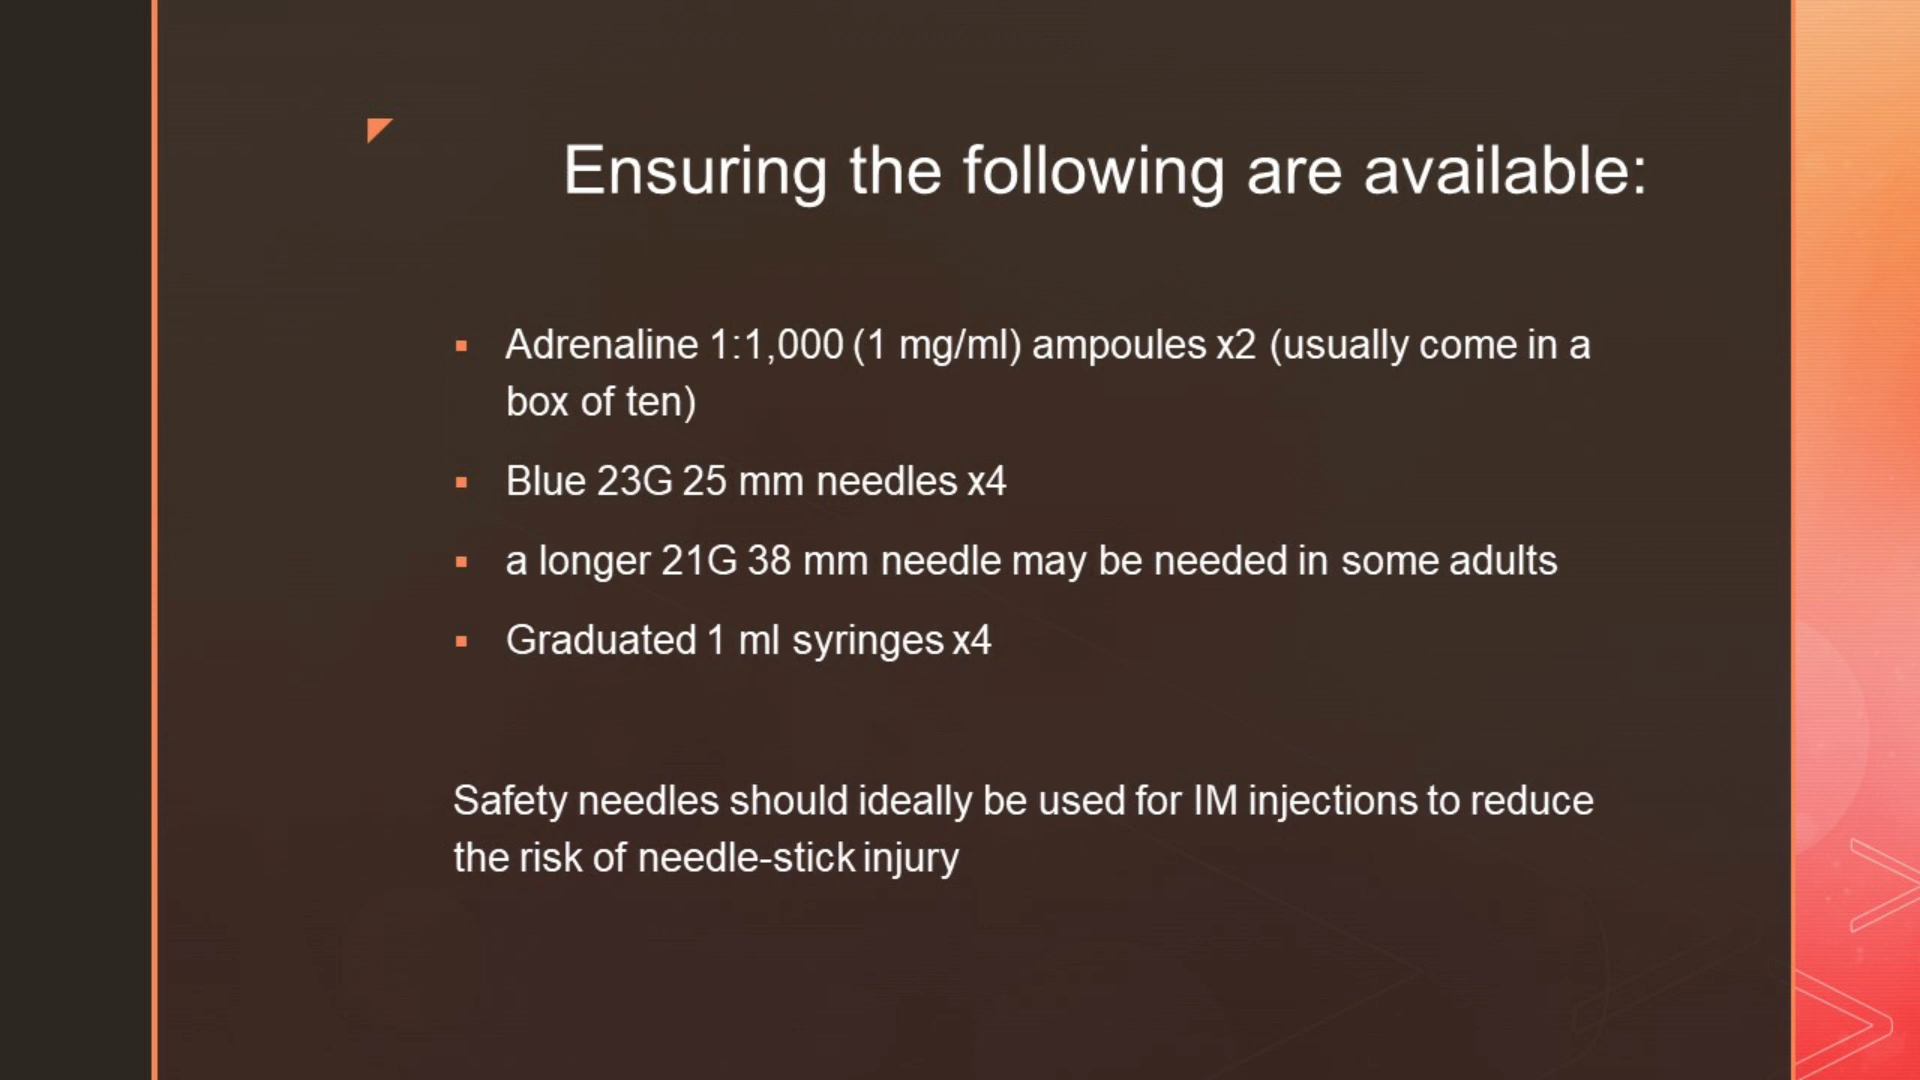 Ensuring the following are available:
▪ Adrenaline 1:1,000 (1 mg/ml) ampoules x2 (usually come in a
box of ten)
▪ Blue 23G 25 mm needles x4
▪ a longer 21G 38 mm needle may be needed in some adults
▪ Graduated 1 ml syringes x4
Safety needles should ideally be used for IM injections to reduce
the risk of needle-stick injury